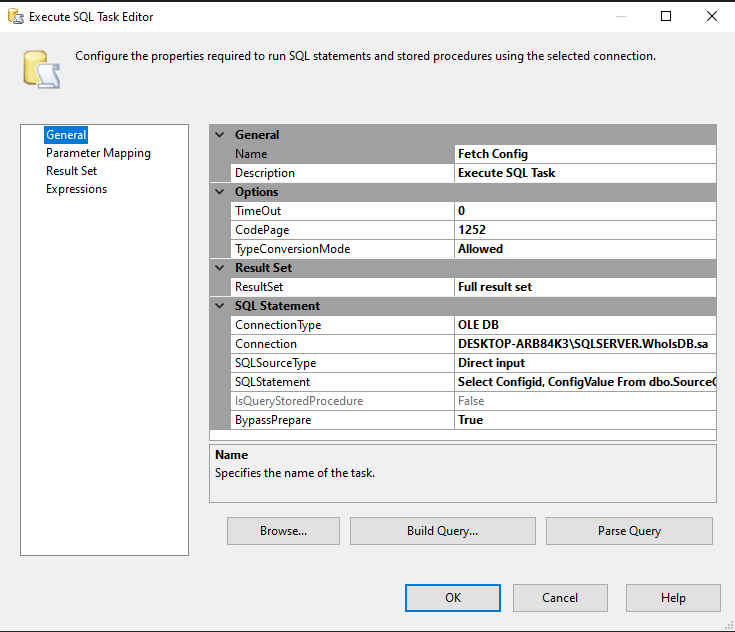 Execute SQL Task Editor
Configure the properties required to run SQL statements and stored procedures using the selected connection.
General
Parameter Mapping
Result Set
Expressions
General
Name Fetch Config
Description Execute SQL Task
Options
TimeOut 0
CodePage 1252
TypeConversionMode Allowed
Result Set
ResultSet Full result set
SQL Statement
ConnectionType OLE DB
Connection DESKTOP-ARB84K3\SQLSERVER.WhoIsDB.sa
SQLSourceType Direct input
SQLStatement Select Configid, ConfigValue From dbo.SourceC
IsQueryStoredProcedure False
BypassPrepare True
Name
Specifies the name of the task.
Browse... Build Query... Parse Query
OK Cancel Help